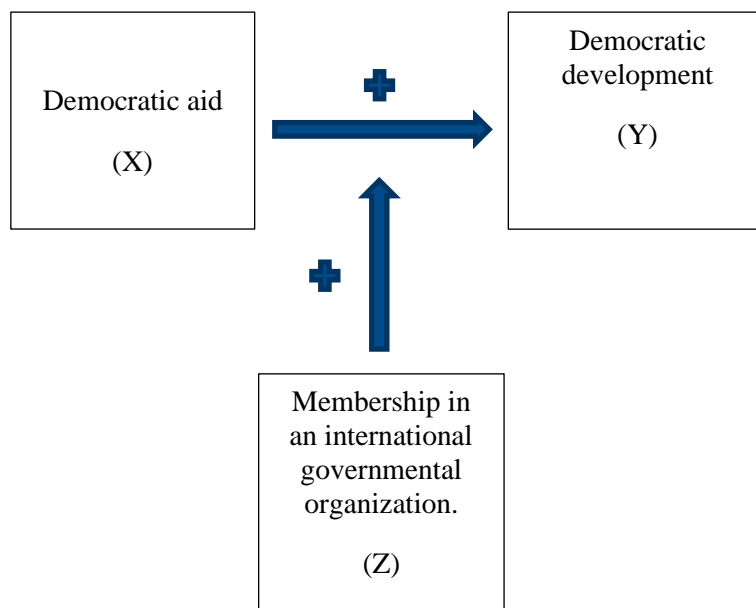 Democratic aid
(X)
Democratic
development
(Y)
Membership in
an international
governmental
organization.
(Z)